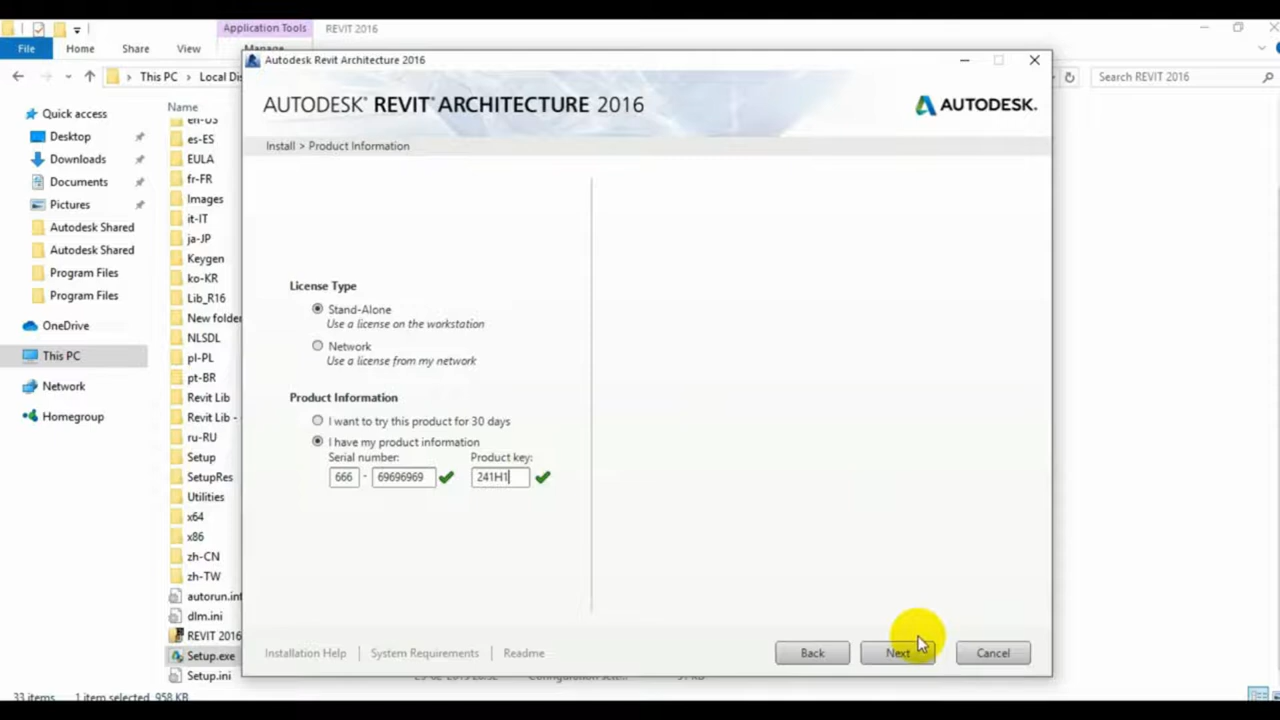 Application Tools
REVIT 2016
File
Home
Share
View
Manage
This PC
Local Dis
Search REVIT 2016
Quick access
Desktop
Downloads
Documents
Pictures
Autodesk Shared
Autodesk Shared
Program Files
Program Files
OneDrive
This PC
Network
Homegroup
Name
en-US
es-ES
EULA
fr-FR
Images
it-IT
ja-JP
Keygen
ko-KR
Lib_R16
New folder
NLSDL
pl-PL
pt-BR
Revit Lib
Revit Lib -
ru-RU
Setup
SetupRes
Utilities
x64
x86
zh-CN
zh-TW
autorun.inf
dlm.ini
REVIT 2016
Setup.exe
Setup.ini
33 items
1 item selected 958 KB
Autodesk Revit Architecture 2016
AUTODESK® REVIT® ARCHITECTURE 2016
AUTODESK.
Install > Product Information
License Type
Stand-Alone
Use a license on the workstation
Network
Use a license from my network
Product Information
I want to try this product for 30 days
I have my product information
Serial number:
Product key:
666 - 69696969
241H1
Installation Help
System Requirements
Readme
Back
Next
Cancel